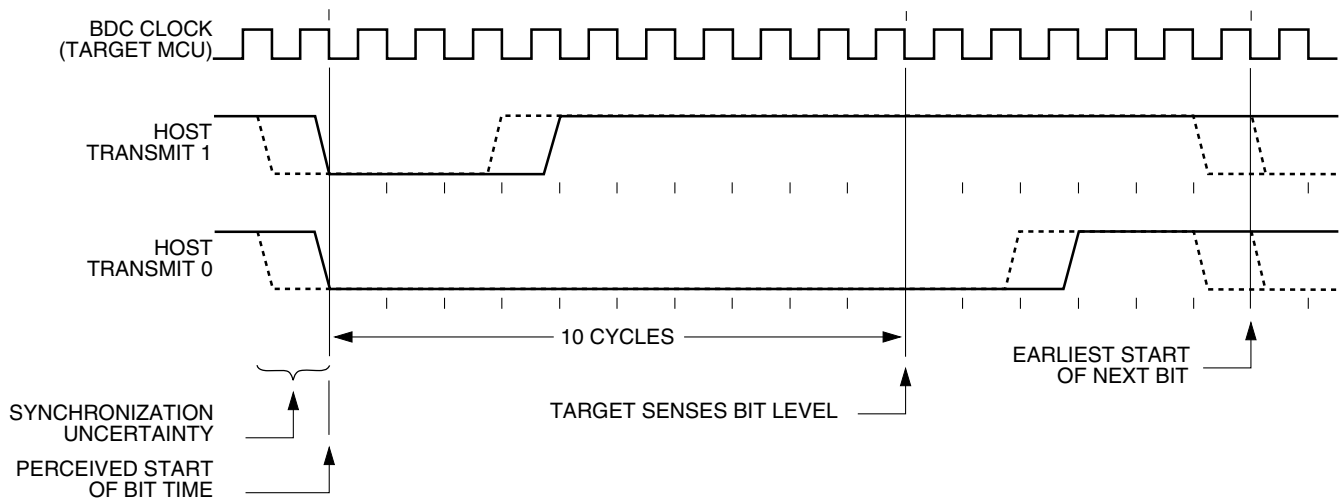 BDC CLOCK
(TARGET MCU)
HOST
TRANSMIT 1
HOST
TRANSMIT 0
10 CYCLES
EARLIEST START
OF NEXT BIT
TARGET SENSES BIT LEVEL
SYNCHRONIZATION
UNCERTAINTY
PERCEIVED START
OF BIT TIME